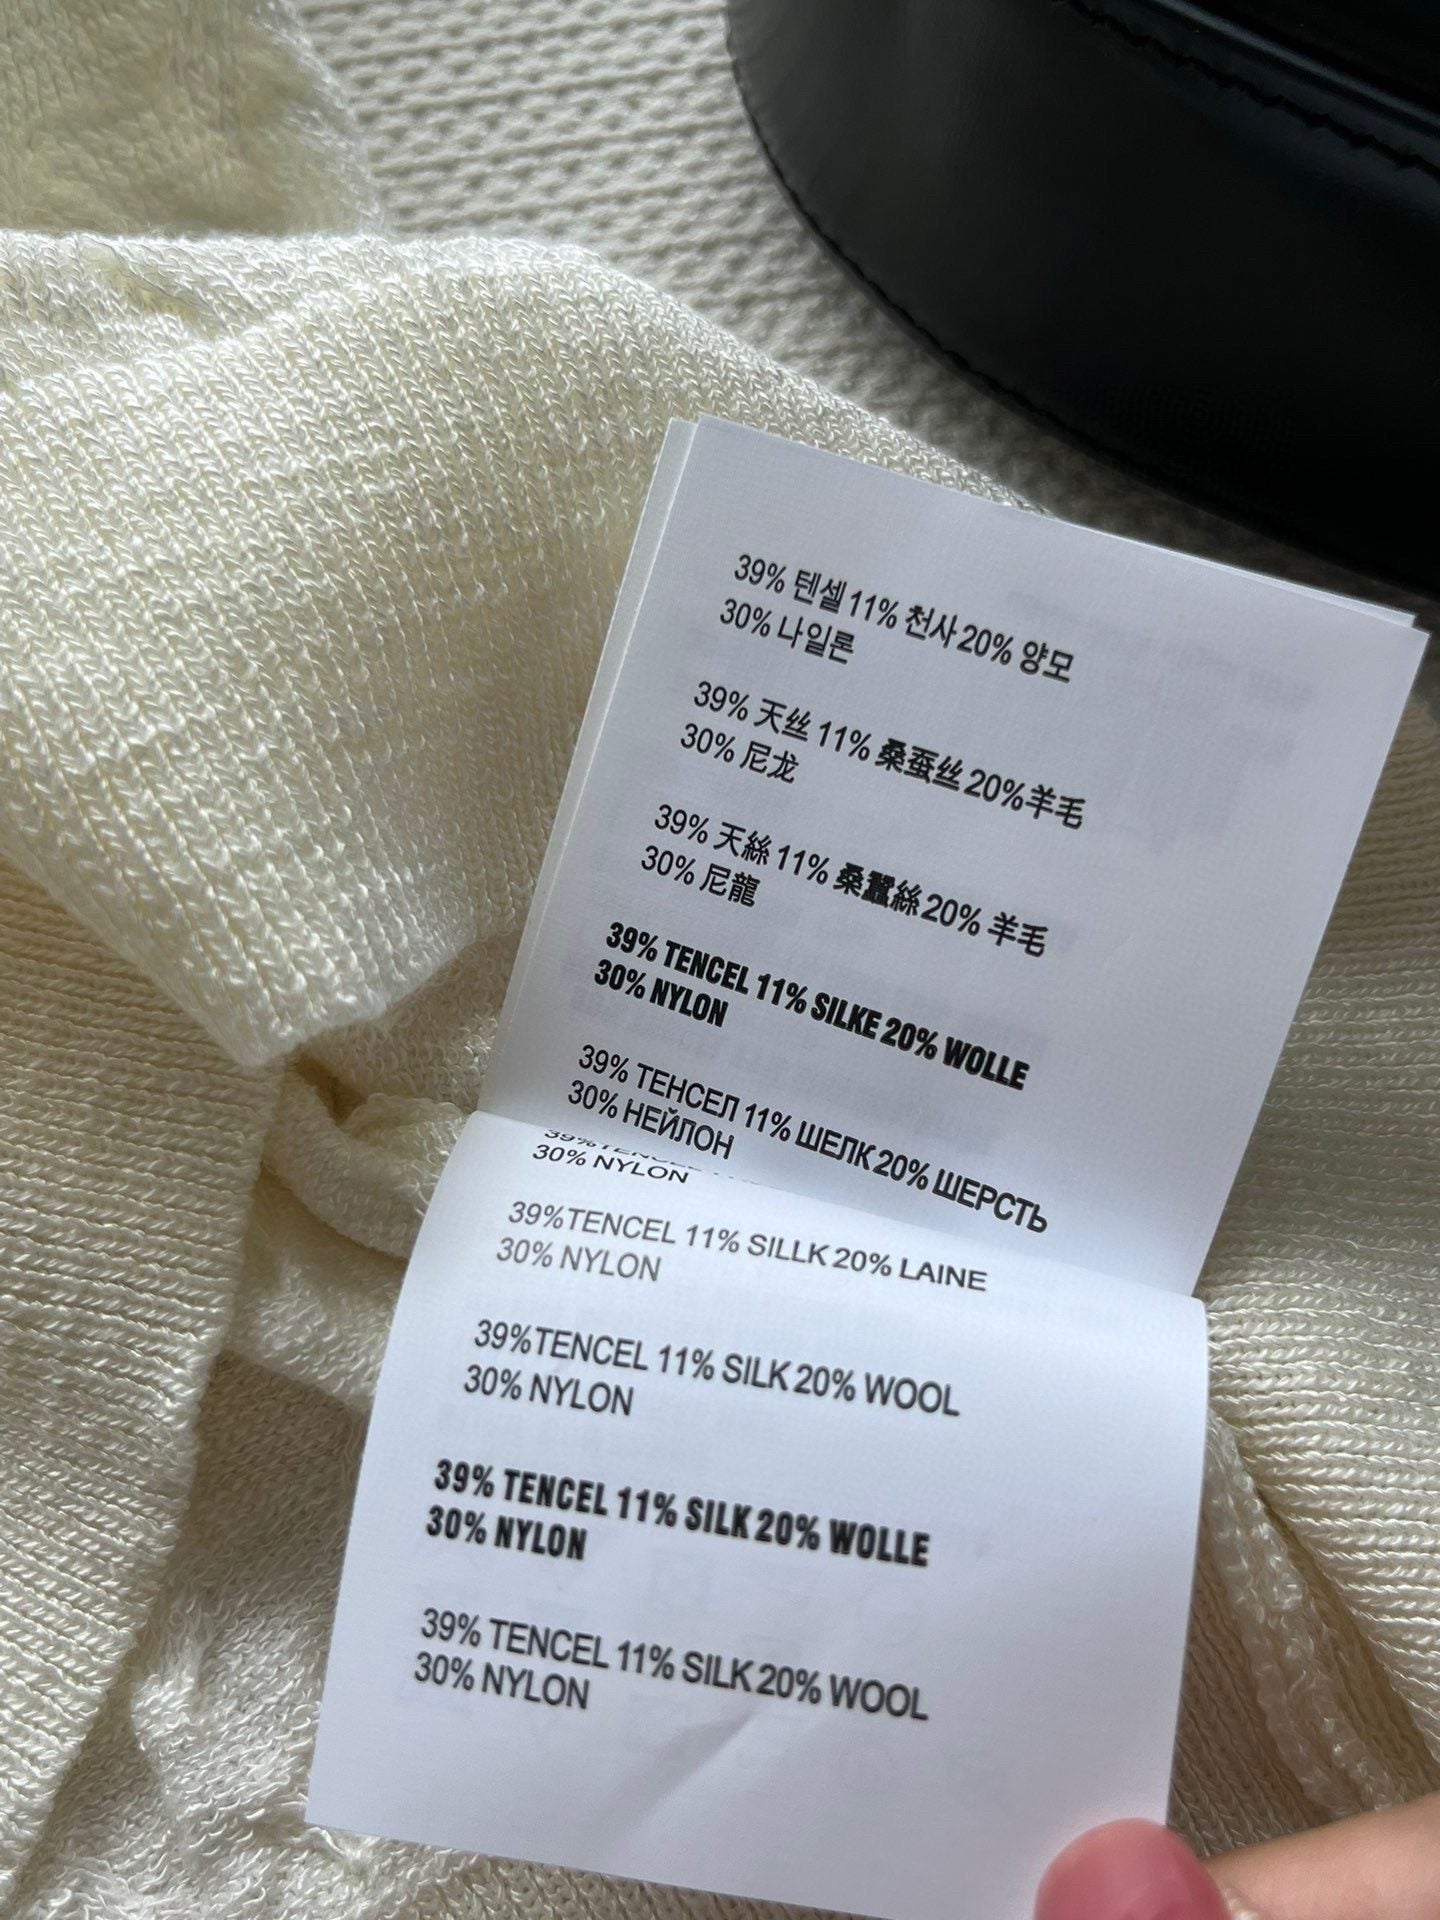 39% 텐셀 11% 천사 20% 양모
30% 나일론
39% 天丝 11% 桑蚕丝 20%羊毛
30% 尼龙
39% 天絲 11% 桑蠶絲 20% 羊毛
30% 尼龍
39% TENCEL 11% SILKE 20% WOLLE
30% NYLON
39% ТЕНСЕЛ 11% ШЕЛК 20% ШЕРСТЬ
30% НЕЙЛОН
30% NYLON
39%TENCEL 11% SILLK 20% LAINE
30% NYLON
39%TENCEL 11% SILK 20% WOOL
30% NYLON
39% TENCEL 11% SILK 20% WOLLE
30% NYLON
39% TENCEL 11% SILK 20% WOOL
30% NYLON